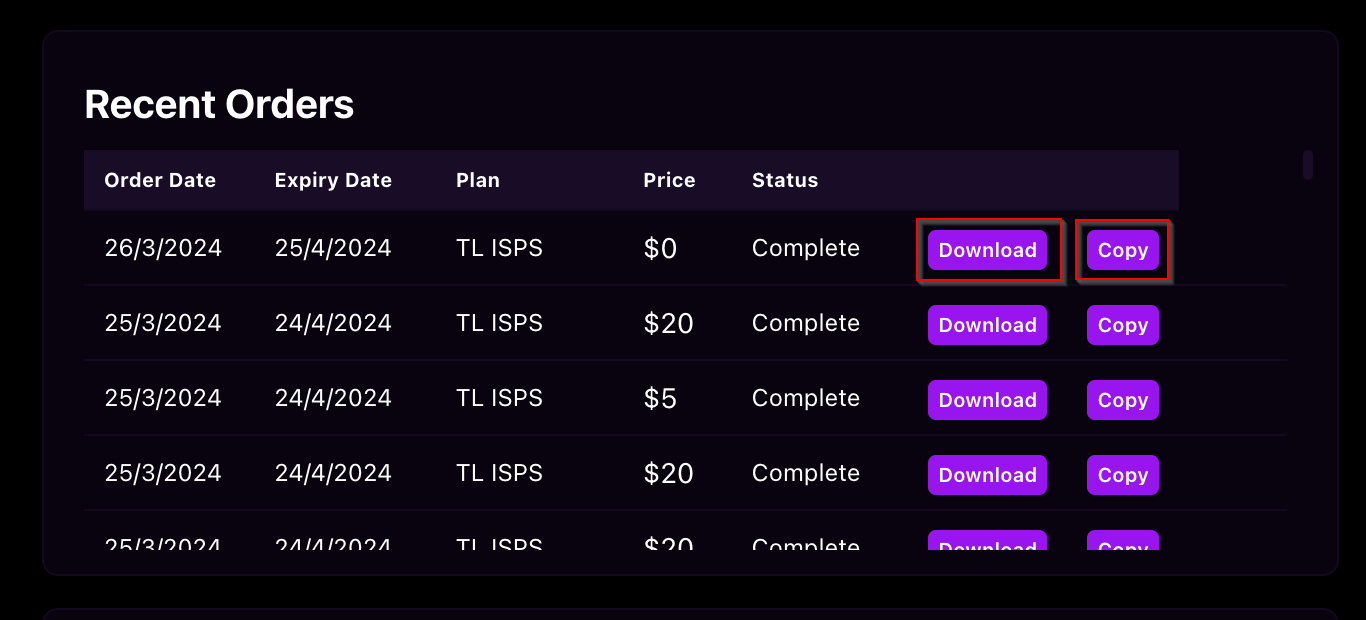 Recent Orders
Order Date Expiry Date Plan Price Status
26/3/2024 25/4/2024 TL ISPS $0 Complete Download Copy
25/3/2024 24/4/2024 TL ISPS $20 Complete Download Copy
25/3/2024 24/4/2024 TL ISPS $5 Complete Download Copy
25/3/2024 24/4/2024 TL ISPS $20 Complete Download Copy
25/3/2024 24/4/2024 TL ISPS $20 Complete Download Copy